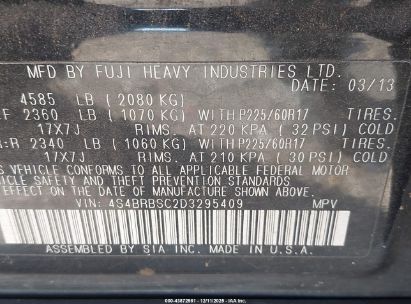 MFD BY FUJI HEAVY INDUSTRIES LTD.
DATE: 03/13
4585 LB (2080 KG)
F 2360 LB (1070 KG) WITH P225/60R17 TIRES.
17X7J RIMS. AT 220 KPA (32 PSI) COLD
:R 2340 LB (1060 KG) WITH P225/60R17 TIRES.
17X7J RIMS. AT 210 KPA (30 PSI) COLD
S VEHICLE CONFORMS TO ALL APPLICABLE FEDERAL MOTOR
CLE SAFETY AND THEFT PREVENTION STANDARDS IN
CT ON THE DATE OF MANUFACTURE SHOWN ABOVE.
VIN: 4S4BRBSC2D3295409 MPV
ASSEMBLED BY SIA INC. MADE IN U.S.A.